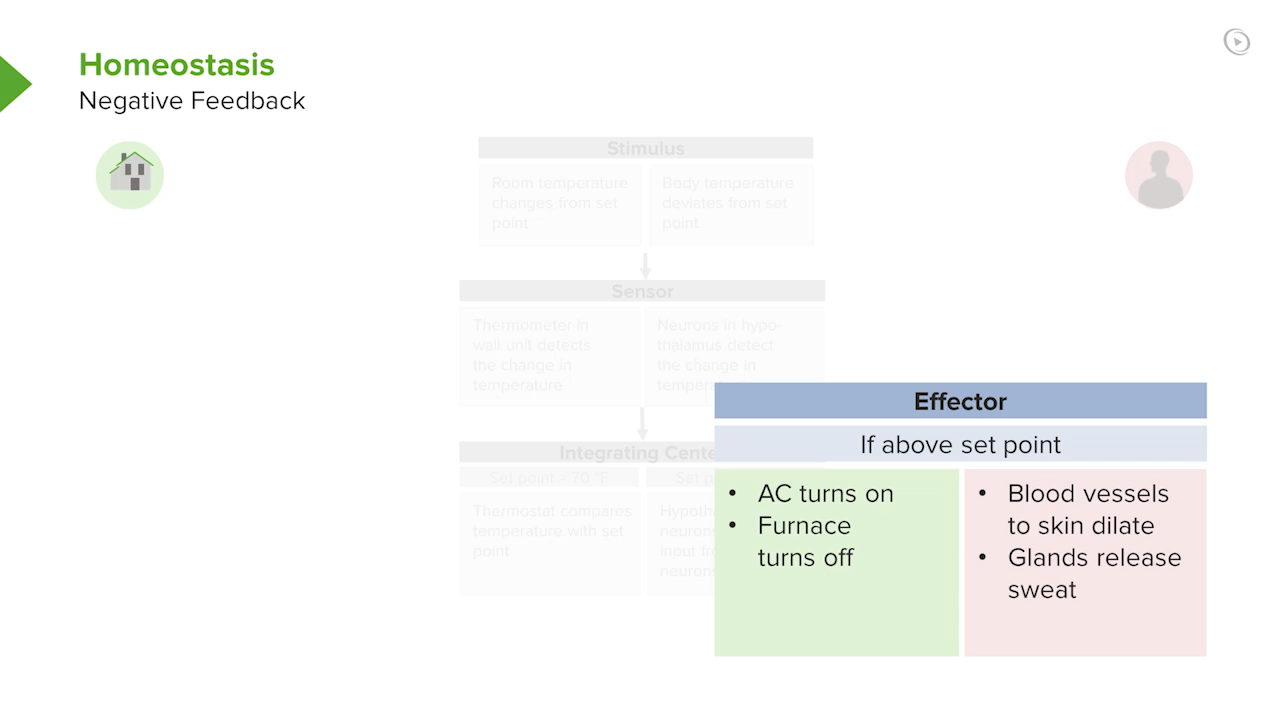 Homeostasis
Negative Feedback
Stimulus
Room temperature
changes from set
point
Body temperature
deviates from set
point
Sensor
Thermometer in
wall unit detects
the change in
temperature
Neurons in hypo-
thalamus detect
the change in
Integrating
Set point = 70 °F
Set
Thermostat compares
temperature with set
point
Effector
If above set point
• AC turns on
• Furnace
turns off
• Blood vessels
to skin dilate
• Glands release
sweat